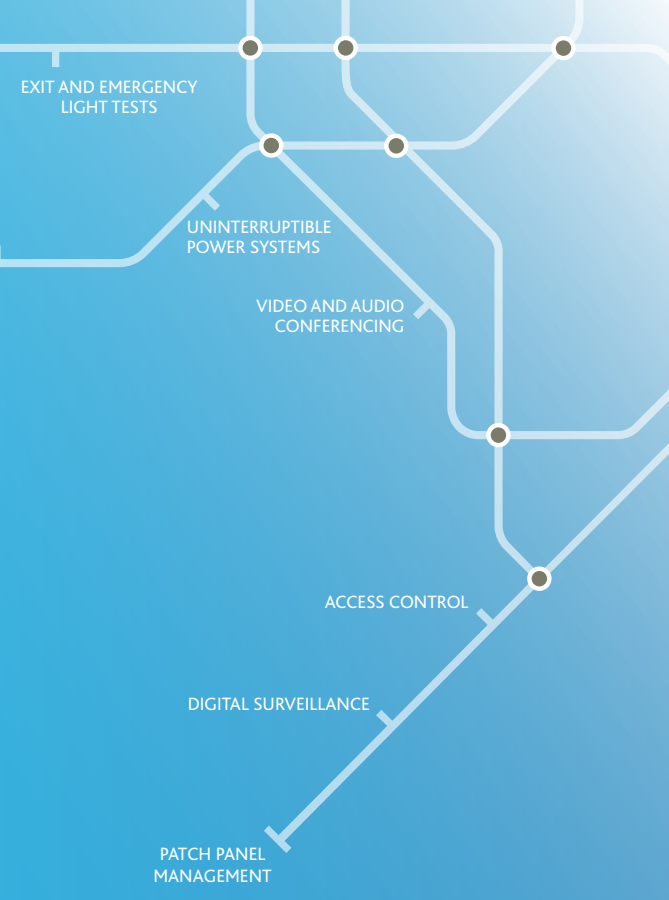 EXIT AND EMERGENCY
LIGHT TESTS
UNINTERRUPTIBLE
POWER SYSTEMS
VIDEO AND AUDIO
CONFERENCING
ACCESS CONTROL
DIGITAL SURVEILLANCE
PATCH PANEL
MANAGEMENT